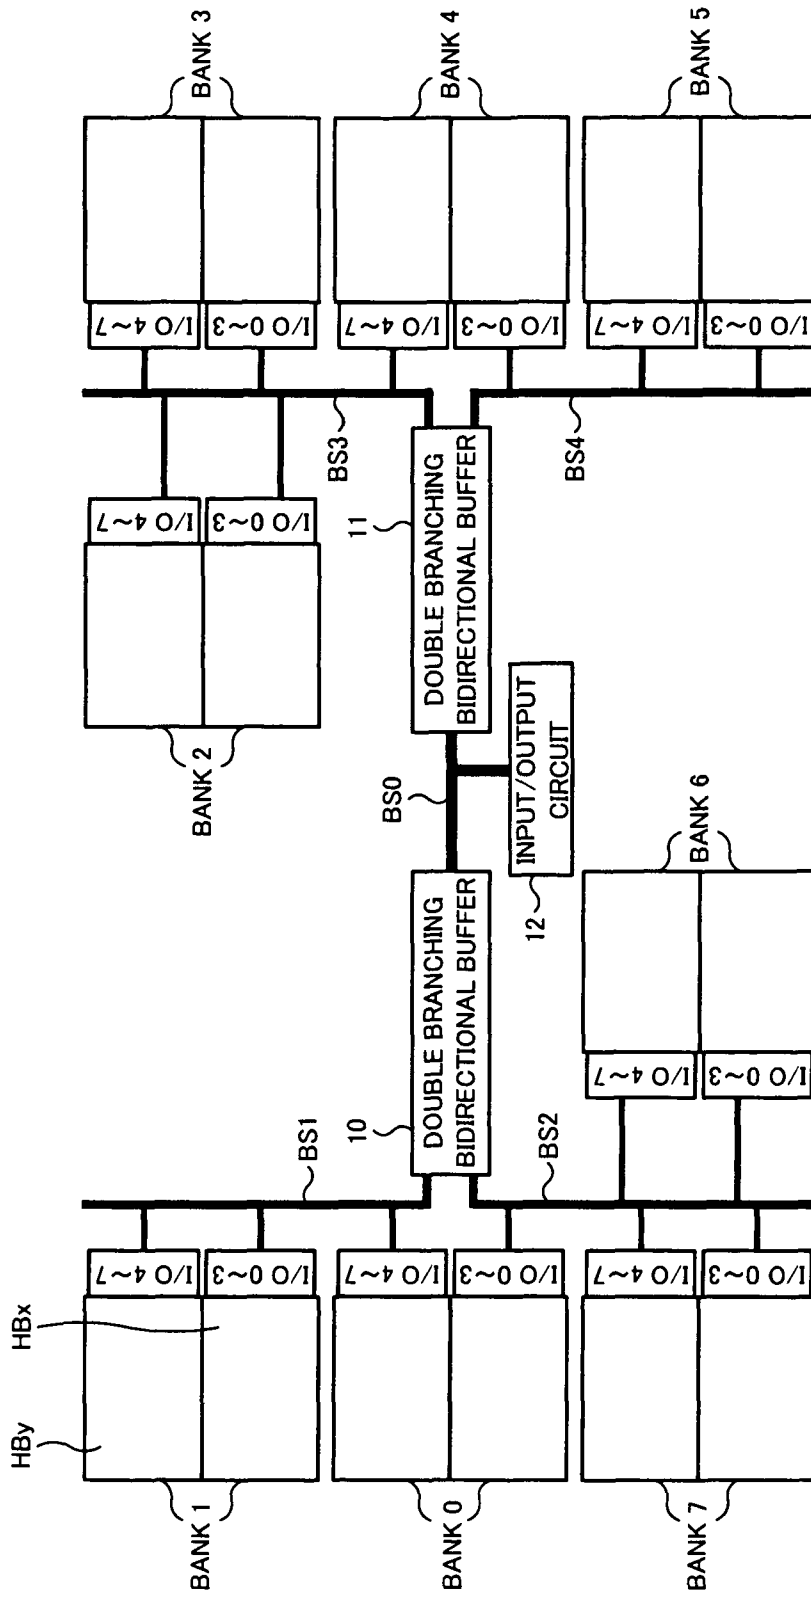 HBy
HBx
I/O 4~7
I/O 4~7
I/O 4~7
BANK 1
BANK 2
BANK 3
I/O 0~3
I/O 0~3
I/O 0~3
BS1
BS3
10
11
I/O 4~7
BS0
I/O 4~7
DOUBLE BRANCHING
BIDIRECTIONAL BUFFER
DOUBLE BRANCHING
BIDIRECTIONAL BUFFER
BANK 0
BANK 4
I/O 0~3
I/O 0~3
12
INPUT/OUTPUT
CIRCUIT
BS2
BS4
I/O 4~7
I/O 4~7
I/O 4~7
BANK 7
BANK 6
BANK 5
I/O 0~3
I/O 0~3
I/O 0~3